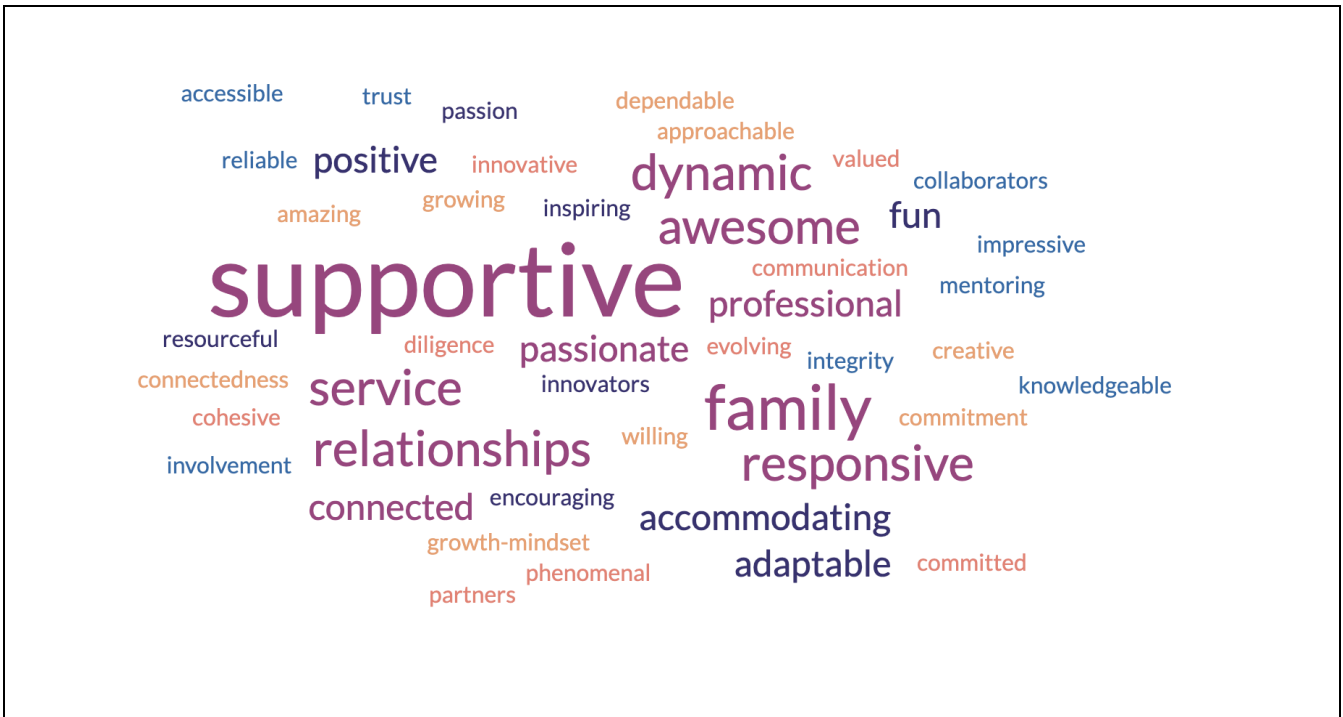 accessible
trust
passion
dependable
approachable
reliable
positive
innovative
dynamic
valued
collaborators
amazing
growing
inspiring
awesome
fun
impressive
supportive
communication
mentoring
professional
resourceful
diligence
passionate
evolving
integrity
creative
connectedness
service
innovators
family
knowledgeable
cohesive
commitment
relationships
willing
responsive
involvement
connected
encouraging
accommodating
growth-mindset
adaptable
committed
phenomenal
partners